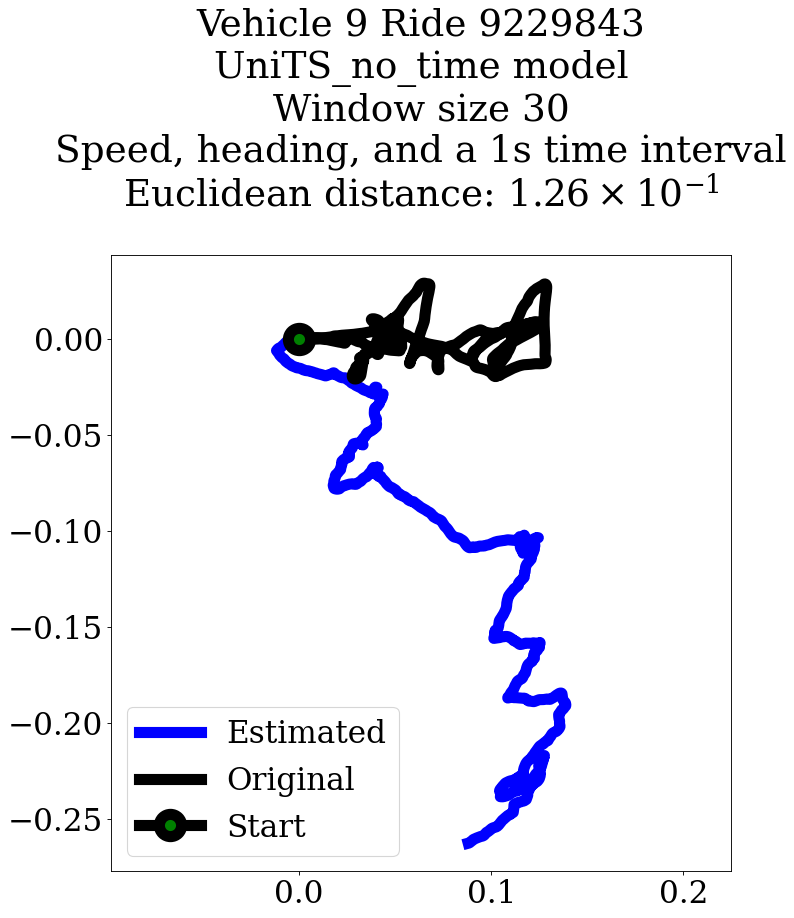 Vehicle 9 Ride 9229843
UniTS_no_time model
Window size 30
Speed, heading, and a 1s time interval
Euclidean distance: 1.26 × 10⁻¹
0.00
−0.05
−0.10
−0.15
−0.20
−0.25
Estimated
Original
Start
0.0 0.1 0.2